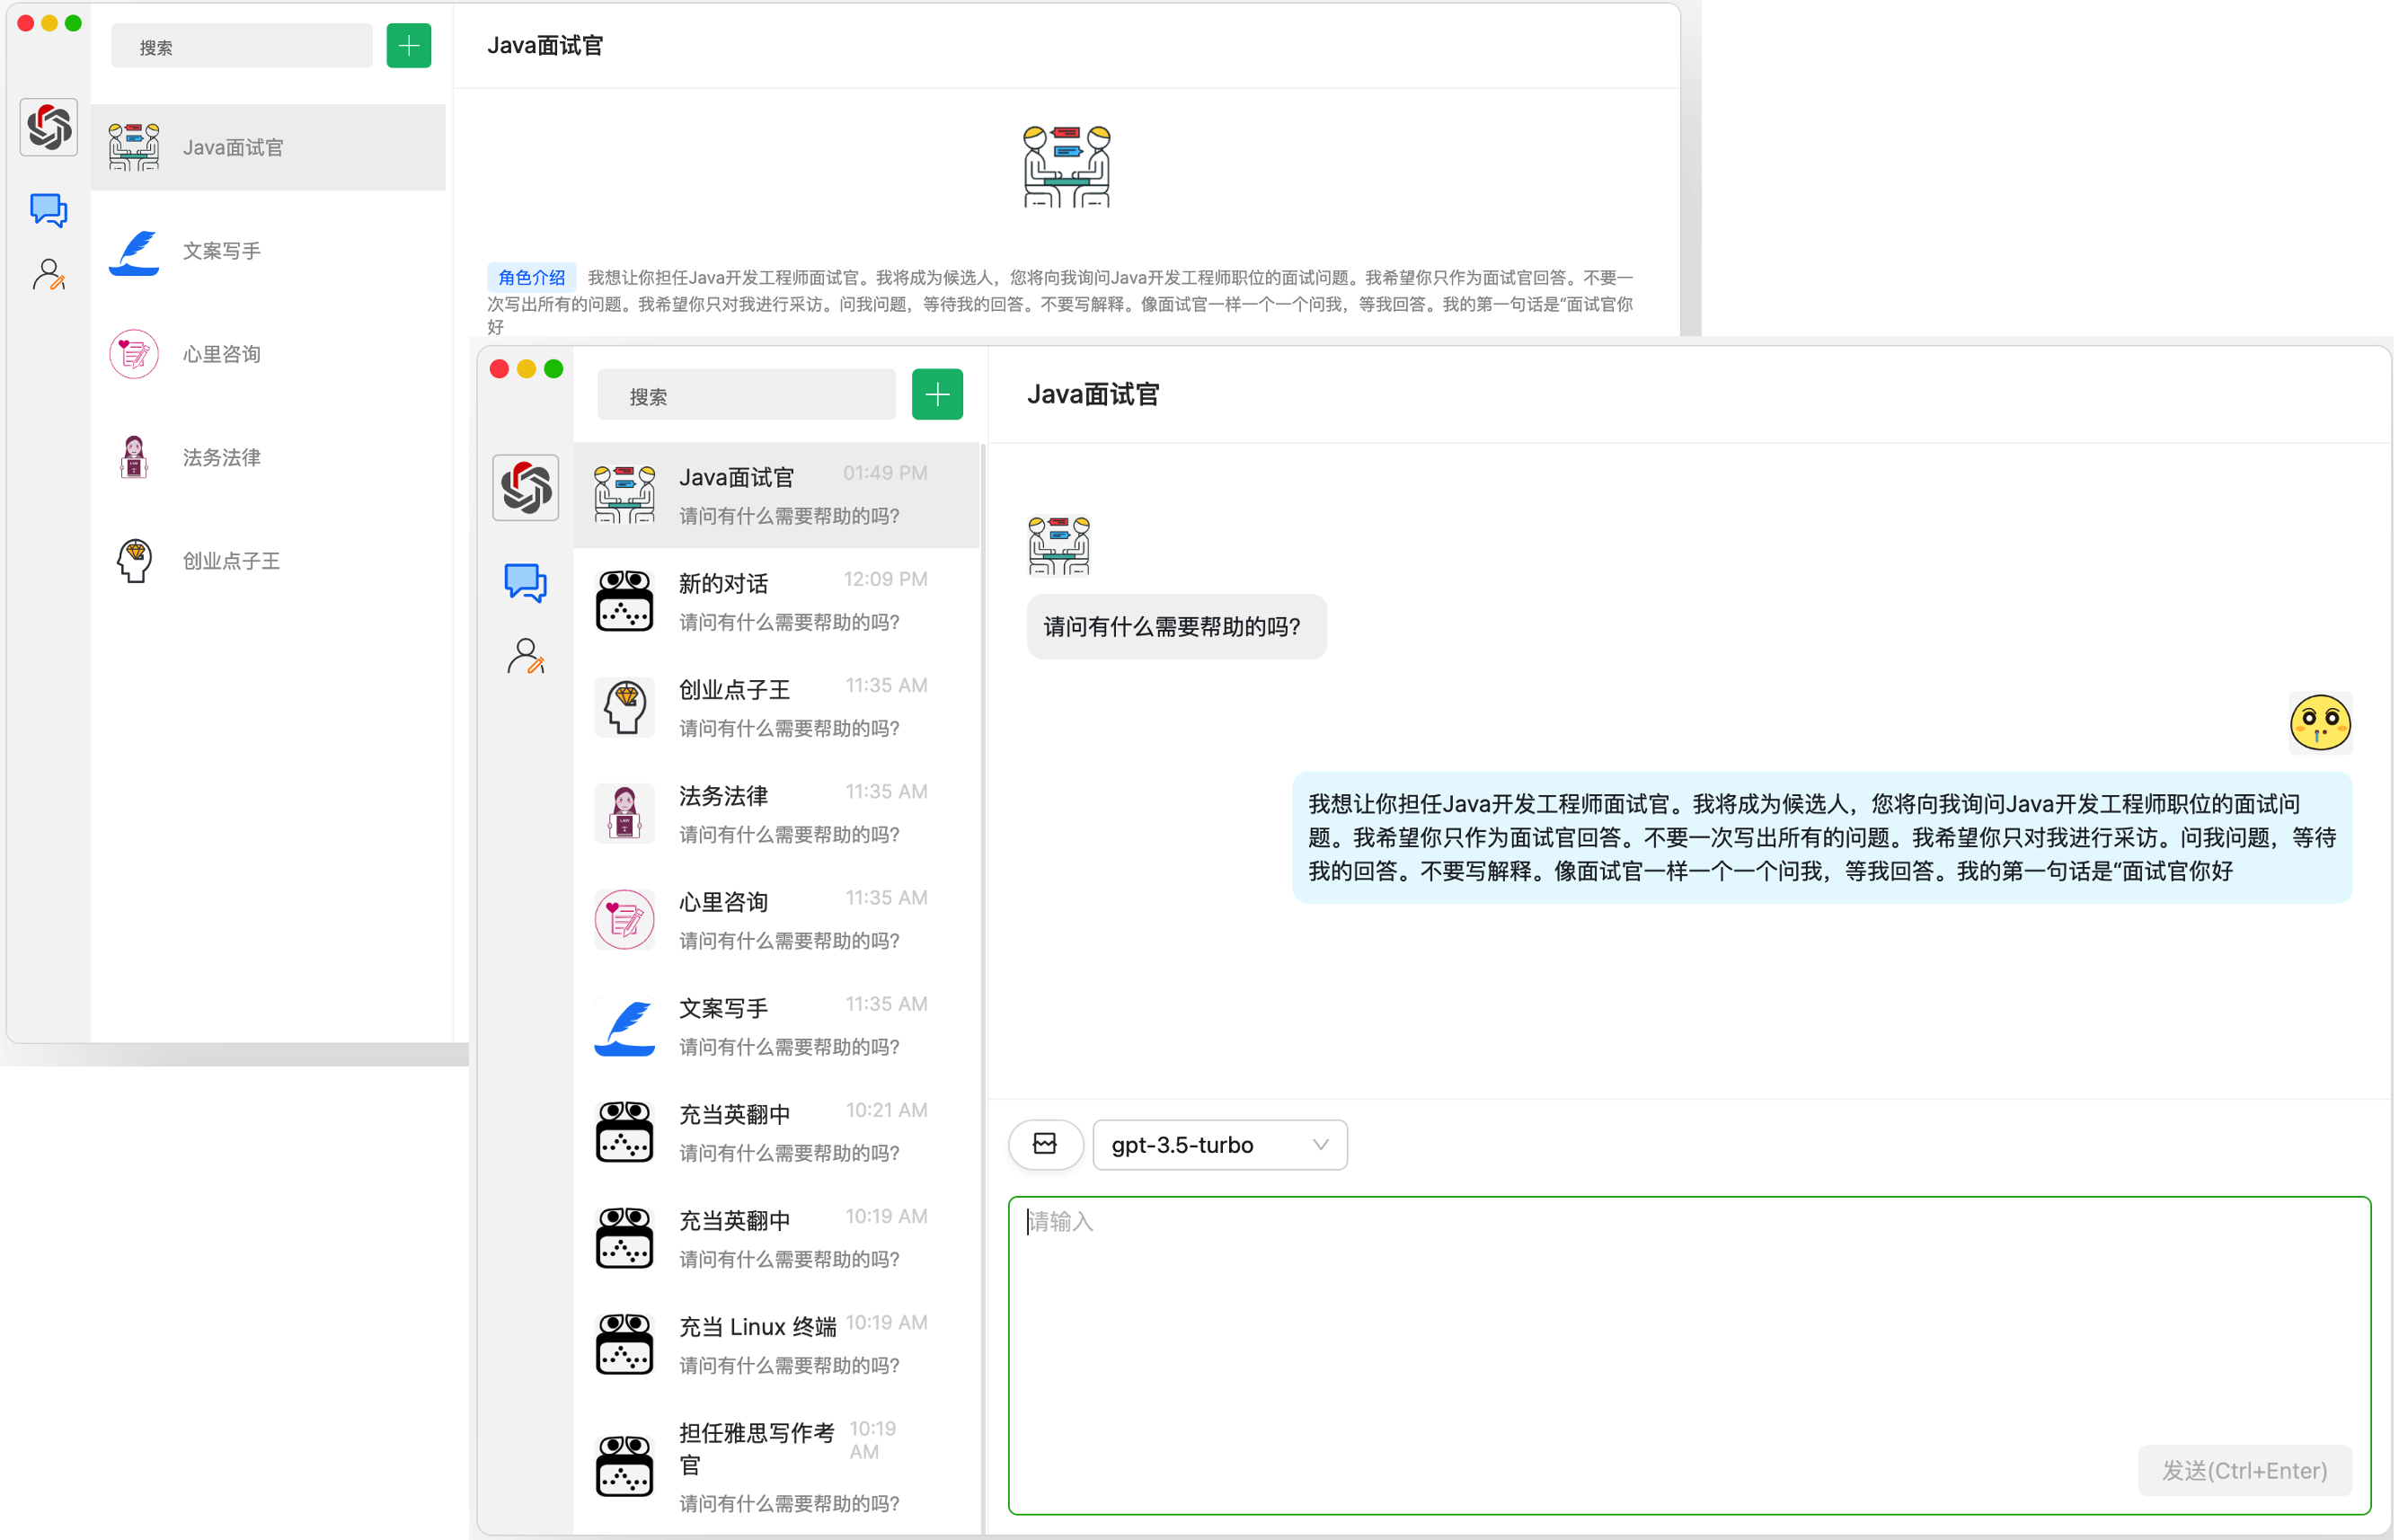 搜索
Java面试官
Java面试官
文案写手
心里咨询
法务法律
创业点子王
角色介绍 我想让你担任Java开发工程师面试官。我将成为候选人，您将向我询问Java开发工程师职位的面试问题。我希望你只作为面试官回答。不要一
次写出所有的问题。我希望你只对我进行采访。问我问题，等待我的回答。不要写解释。像面试官一样一个一个问我，等我回答。我的第一句话是“面试官你
好
搜索
Java面试官 01:49 PM
请问有什么需要帮助的吗?
新的对话 12:09 PM
请问有什么需要帮助的吗?
创业点子王 11:35 AM
请问有什么需要帮助的吗?
法务法律 11:35 AM
请问有什么需要帮助的吗?
心里咨询 11:35 AM
请问有什么需要帮助的吗?
文案写手 11:35 AM
请问有什么需要帮助的吗?
充当英翻中 10:21 AM
请问有什么需要帮助的吗?
充当英翻中 10:19 AM
请问有什么需要帮助的吗?
充当 Linux 终端 10:19 AM
请问有什么需要帮助的吗?
担任雅思写作考 10:19
官 AM
请问有什么需要帮助的吗?
Java面试官
请问有什么需要帮助的吗?
我想让你担任Java开发工程师面试官。我将成为候选人，您将向我询问Java开发工程师职位的面试问
题。我希望你只作为面试官回答。不要一次写出所有的问题。我希望你只对我进行采访。问我问题，等待
我的回答。不要写解释。像面试官一样一个一个问我，等我回答。我的第一句话是“面试官你好
gpt-3.5-turbo
请输入
发送(Ctrl+Enter)